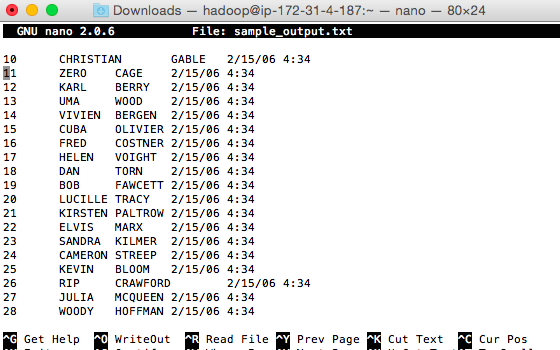 Downloads — hadoop@ip-172-31-4-187:~ — nano — 80×24
GNU nano 2.0.6 File: sample_output.txt
10 CHRISTIAN GABLE 2/15/06 4:34
11 ZERO CAGE 2/15/06 4:34
12 KARL BERRY 2/15/06 4:34
13 UMA WOOD 2/15/06 4:34
14 VIVIEN BERGEN 2/15/06 4:34
15 CUBA OLIVIER 2/15/06 4:34
16 FRED COSTNER 2/15/06 4:34
17 HELEN VOIGHT 2/15/06 4:34
18 DAN TORN 2/15/06 4:34
19 BOB FAWCETT 2/15/06 4:34
20 LUCILLE TRACY 2/15/06 4:34
21 KIRSTEN PALTROW 2/15/06 4:34
22 ELVIS MARX 2/15/06 4:34
23 SANDRA KILMER 2/15/06 4:34
24 CAMERON STREEP 2/15/06 4:34
25 KEVIN BLOOM 2/15/06 4:34
26 RIP CRAWFORD 2/15/06 4:34
27 JULIA MCQUEEN 2/15/06 4:34
28 WOODY HOFFMAN 2/15/06 4:34
^G Get Help ^O WriteOut ^R Read File ^Y Prev Page ^K Cut Text ^C Cur Pos